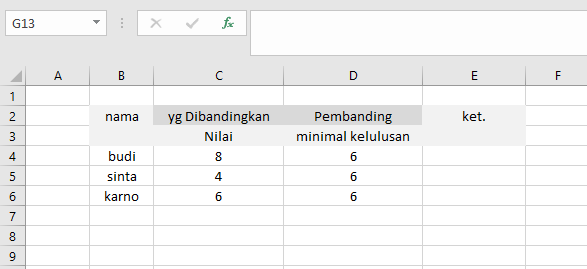 G13
fx
A B C D E F
1
2 nama yg Dibandingkan Pembanding ket.
3 Nilai minimal kelulusan
4 budi 8 6
5 sinta 4 6
6 karno 6 6
7
8
9